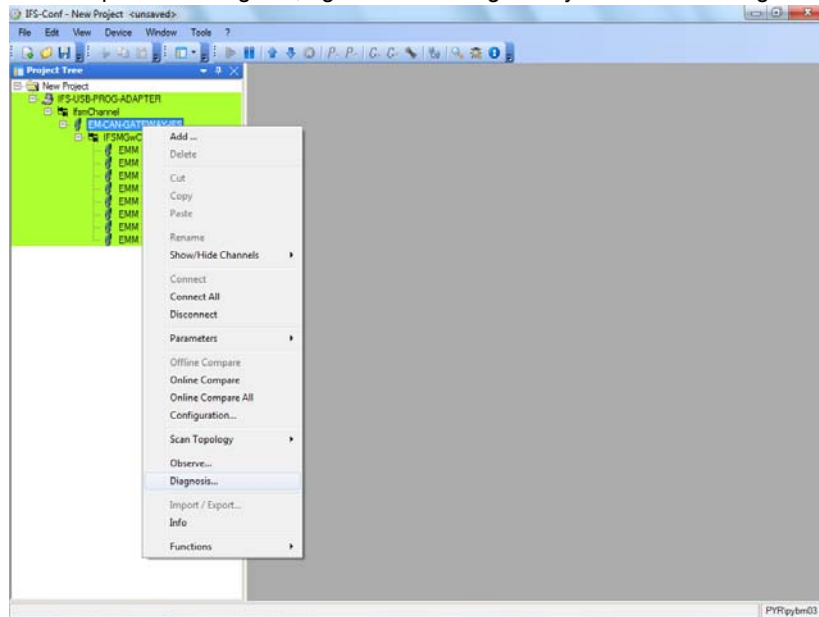 IFS-Conf - New Project <unsaved>
File Edit View Device Window Tools ?
Project Tree
New Project
IFS-USB-PROG-ADAPTER
IfsmChannel
EM-CAN-GATEWAY-IFS
IFSMGwC
EMM
EMM
EMM
EMM
EMM
EMM
EMM
EMM
Add ...
Delete
Cut
Copy
Paste
Rename
Show/Hide Channels
Connect
Connect All
Disconnect
Parameters
Offline Compare
Online Compare
Online Compare All
Configuration...
Scan Topology
Observe...
Diagnosis...
Import / Export...
Info
Functions
PYR\pybm03